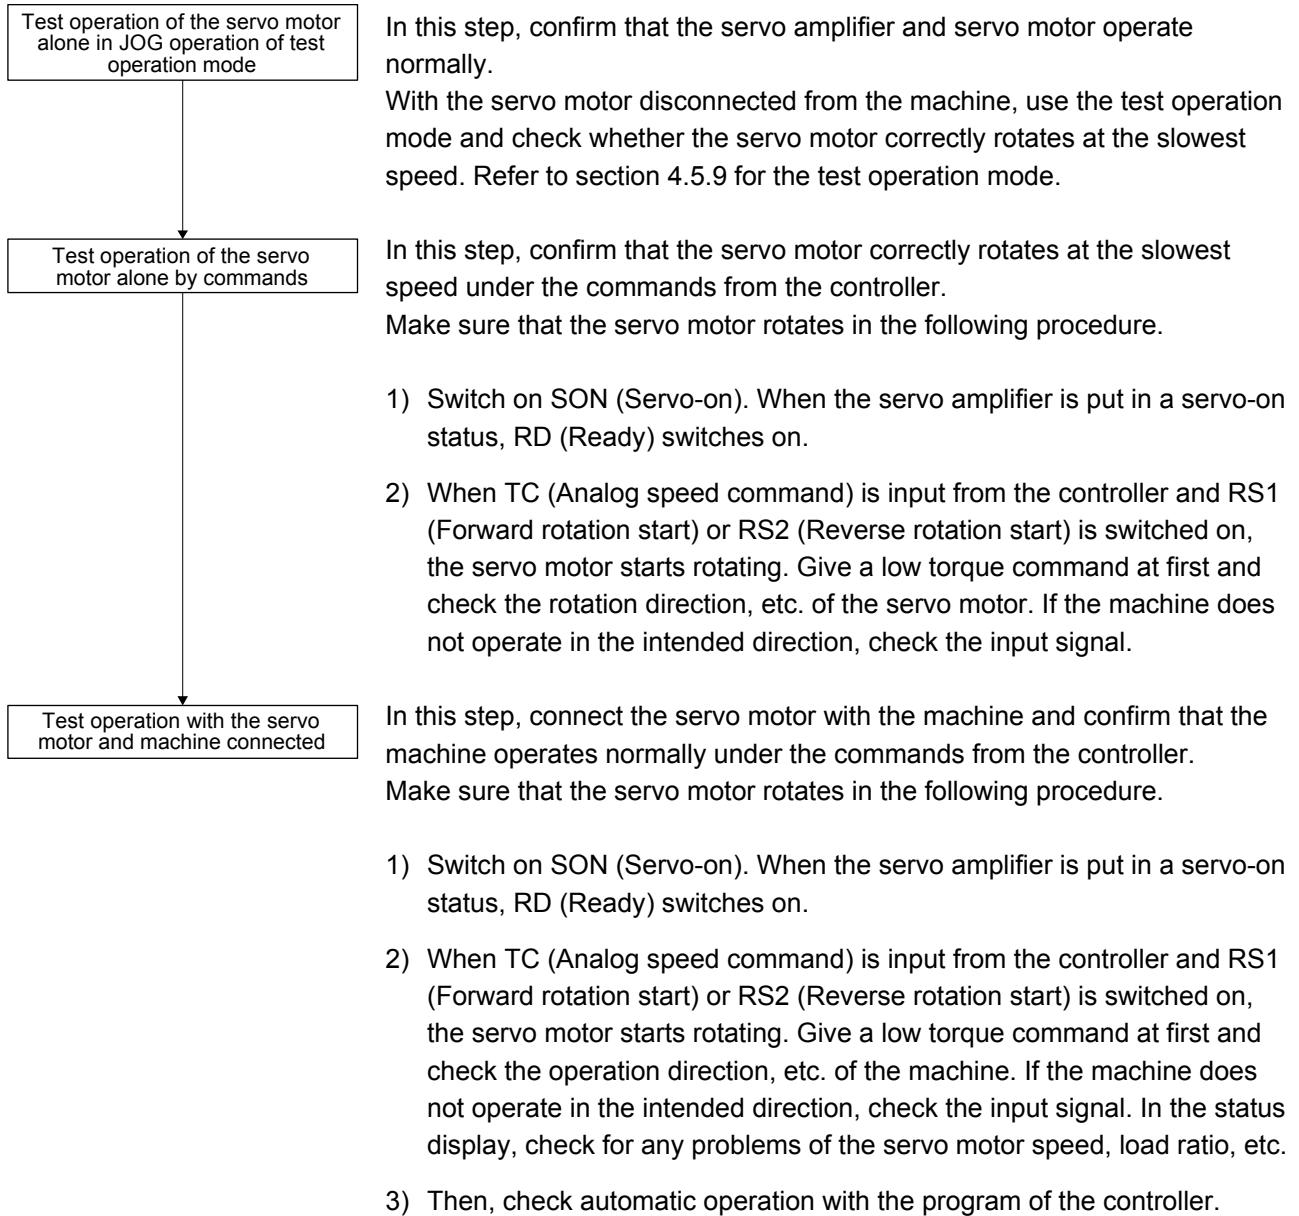 Test operation of the servo motor
alone in JOG operation of test
operation mode
In this step, confirm that the servo amplifier and servo motor operate
normally.
With the servo motor disconnected from the machine, use the test operation
mode and check whether the servo motor correctly rotates at the slowest
speed. Refer to section 4.5.9 for the test operation mode.
Test operation of the servo
motor alone by commands
In this step, confirm that the servo motor correctly rotates at the slowest
speed under the commands from the controller.
Make sure that the servo motor rotates in the following procedure.
1) Switch on SON (Servo-on). When the servo amplifier is put in a servo-on
status, RD (Ready) switches on.
2) When TC (Analog speed command) is input from the controller and RS1
(Forward rotation start) or RS2 (Reverse rotation start) is switched on,
the servo motor starts rotating. Give a low torque command at first and
check the rotation direction, etc. of the servo motor. If the machine does
not operate in the intended direction, check the input signal.
Test operation with the servo
motor and machine connected
In this step, connect the servo motor with the machine and confirm that the
machine operates normally under the commands from the controller.
Make sure that the servo motor rotates in the following procedure.
1) Switch on SON (Servo-on). When the servo amplifier is put in a servo-on
status, RD (Ready) switches on.
2) When TC (Analog speed command) is input from the controller and RS1
(Forward rotation start) or RS2 (Reverse rotation start) is switched on,
the servo motor starts rotating. Give a low torque command at first and
check the operation direction, etc. of the machine. If the machine does
not operate in the intended direction, check the input signal. In the status
display, check for any problems of the servo motor speed, load ratio, etc.
3) Then, check automatic operation with the program of the controller.